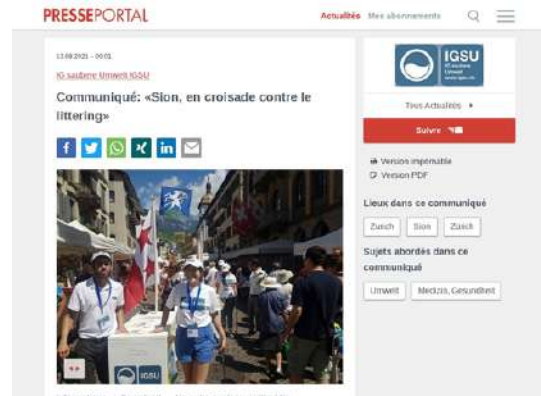 PRESSEPORTAL
Actualités Mes abonnements
IG saubere Umwelt IGSU
Communiqué: «Sion, en croisade contre le
littering»
IGSU
IGSU
Tous Actualités
Suivre
Version imprimable
Version PDF
Lieux dans ce communiqué
Zurich Sion Zürich
Sujets abordés dans ce
communiqué
Umwelt Medizin, Gesundheit